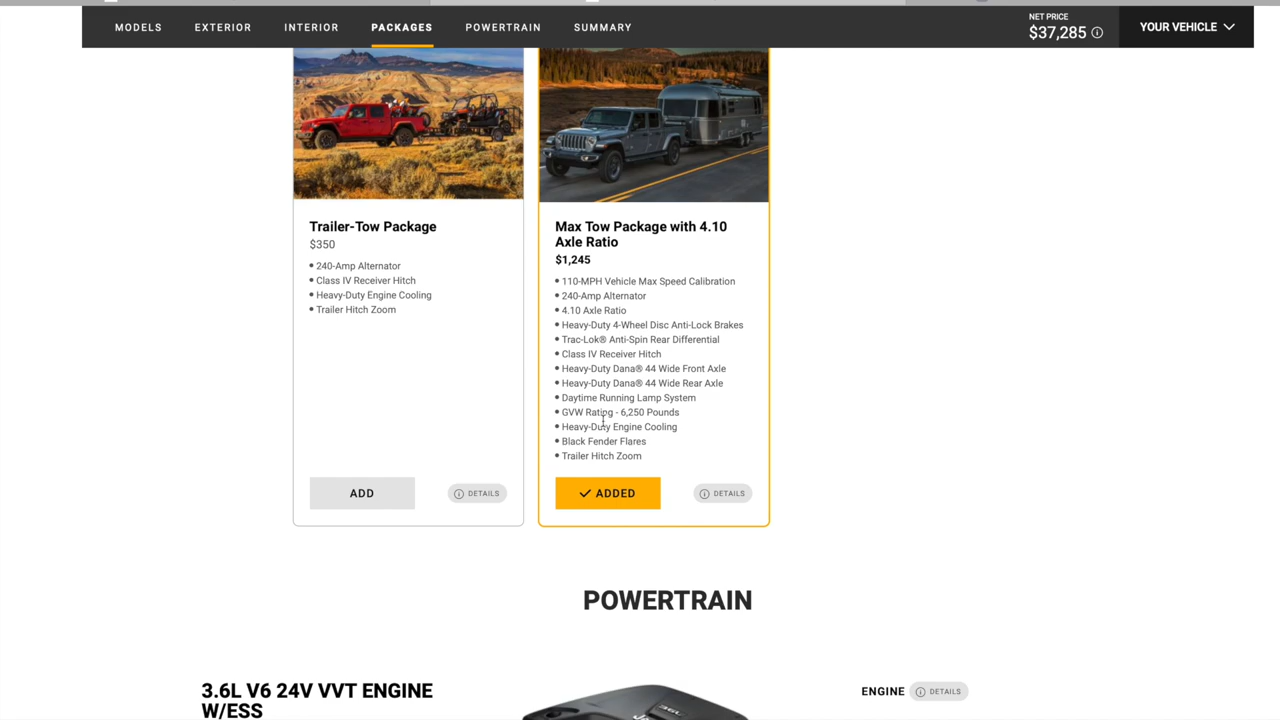 MODELS
EXTERIOR
INTERIOR
PACKAGES
POWERTRAIN
SUMMARY
NET PRICE
$37,285
YOUR VEHICLE
Trailer-Tow Package
$350
• 240-Amp Alternator
• Class IV Receiver Hitch
• Heavy-Duty Engine Cooling
• Trailer Hitch Zoom
ADD
DETAILS
Max Tow Package with 4.10
Axle Ratio
$1,245
• 110-MPH Vehicle Max Speed Calibration
• 240-Amp Alternator
• 4.10 Axle Ratio
• Heavy-Duty 4-Wheel Disc Anti-Lock Brakes
• Trac-Lok® Anti-Spin Rear Differential
• Class IV Receiver Hitch
• Heavy-Duty Dana® 44 Wide Front Axle
• Heavy-Duty Dana® 44 Wide Rear Axle
• Daytime Running Lamp System
• GVW Rating - 6,250 Pounds
• Heavy-Duty Engine Cooling
• Black Fender Flares
• Trailer Hitch Zoom
ADDED
DETAILS
POWERTRAIN
3.6L V6 24V VVT ENGINE
W/ESS
ENGINE
DETAILS